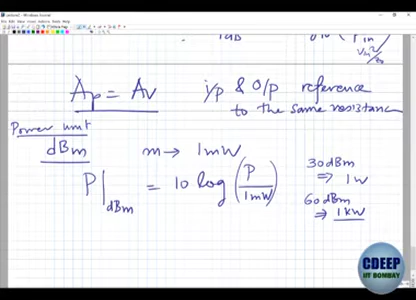 1dB
Ap = Av i/p & o/p reference
to the same resistance
Power unit
dBm m → 1mW
P|dBm = 10 log (P/1mW)
30dBm
⇒ 1W
60dBm
⇒ 1KW
CDEEP
IIT BOMBAY